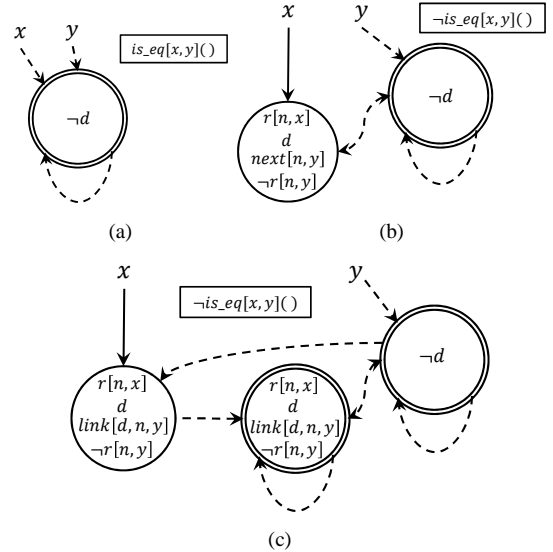 x y is_eq[x,y]( )
¬d
(a)
y ¬is_eq[x,y]( )
x
¬d
r[n,x]
d
next[n,y]
¬r[n,y]
(b)
x y
¬is_eq[x,y]( )
¬d
r[n,x]
d
link[d,n,y]
¬r[n,y]
r[n,x]
d
link[d,n,y]
¬r[n,y]
(c)